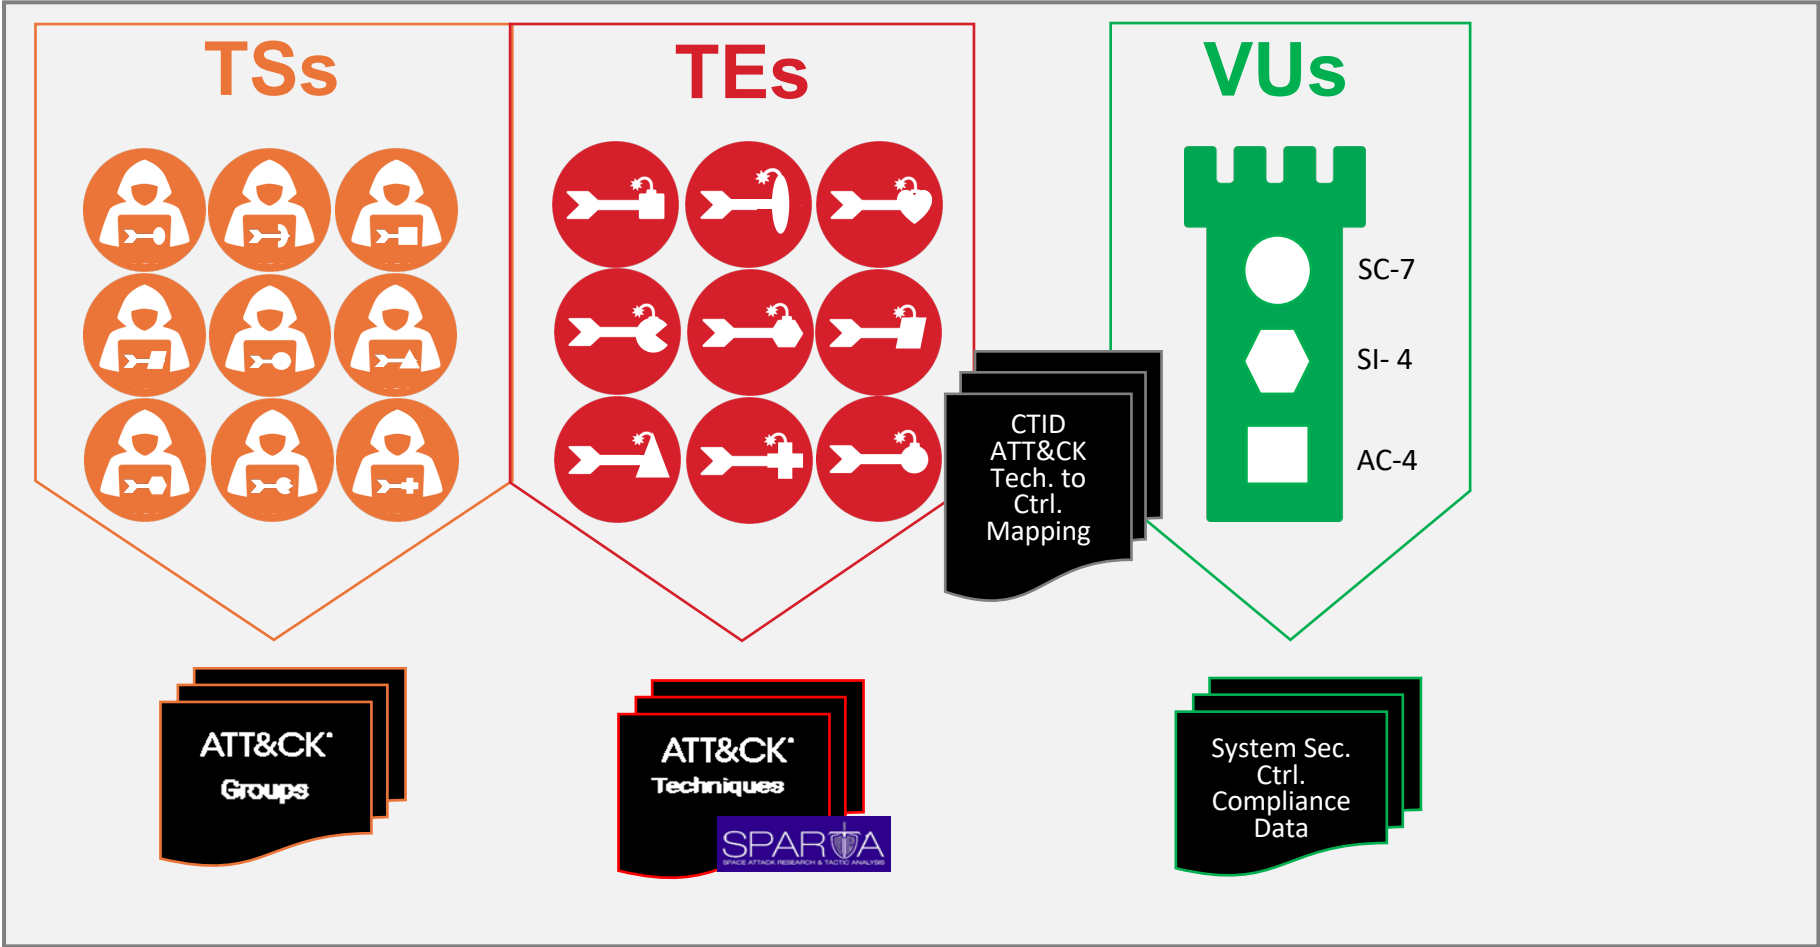 TSs
TEs
VUs
SC-7
SI- 4
AC-4
CTID
ATT&CK
Tech. to
Ctrl.
Mapping
ATT&CK®
Groups
ATT&CK®
Techniques
SPARTA
SPACE ATTACK RESEARCH & TACTIC ANALYSIS
System Sec.
Ctrl.
Compliance
Data